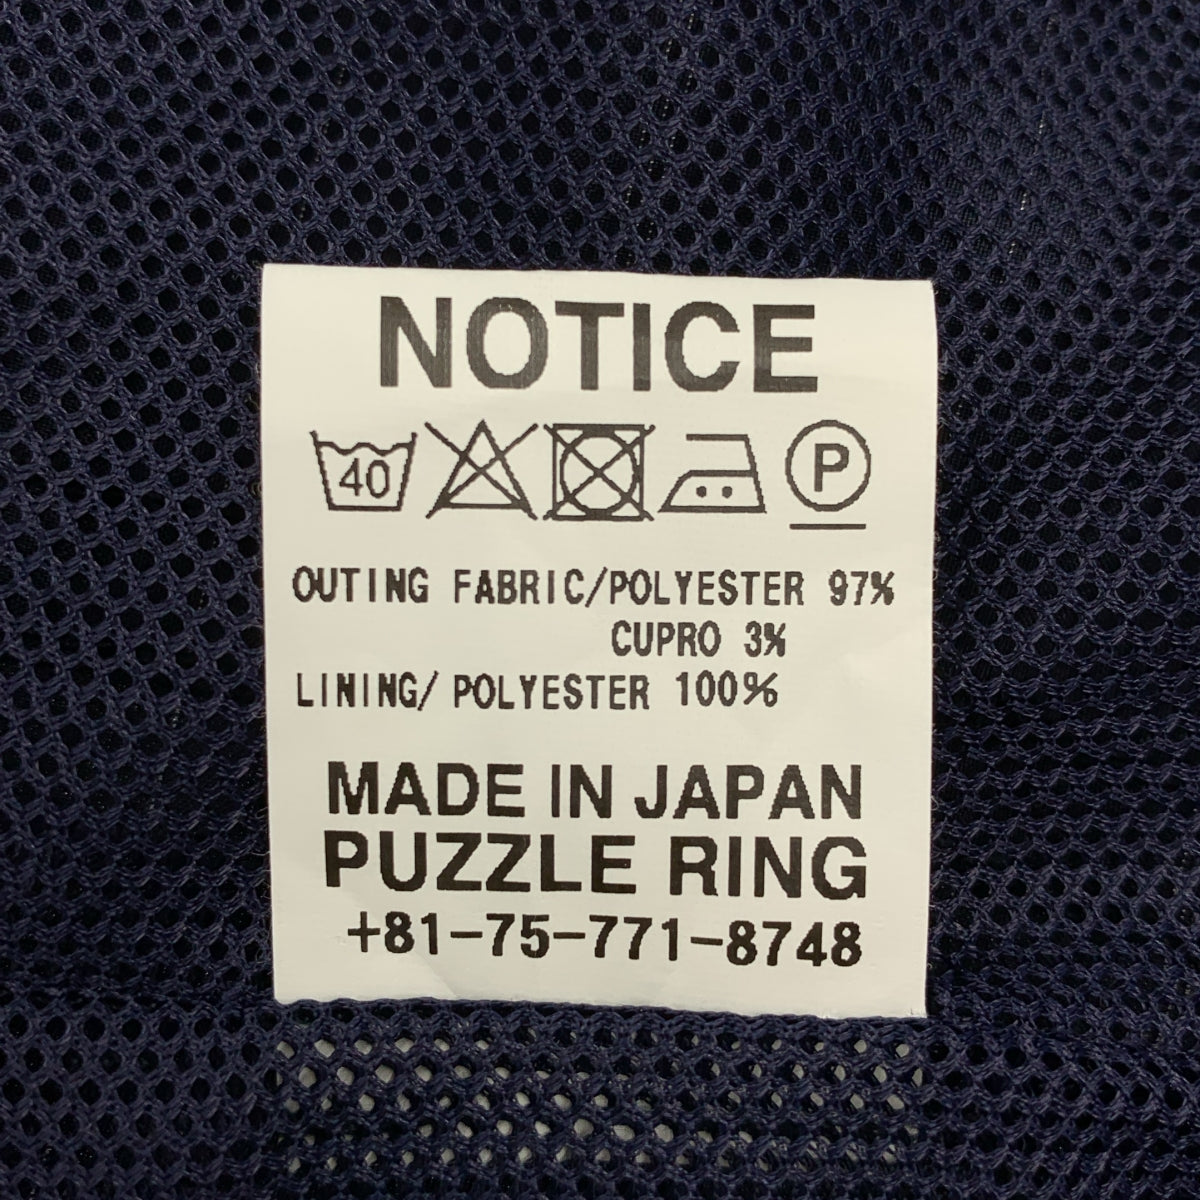 NOTICE
40 P
OUTING FABRIC/POLYESTER 97%
CUPRO 3%
LINING/ POLYESTER 100%
MADE IN JAPAN
PUZZLE RING
+81-75-771-8748